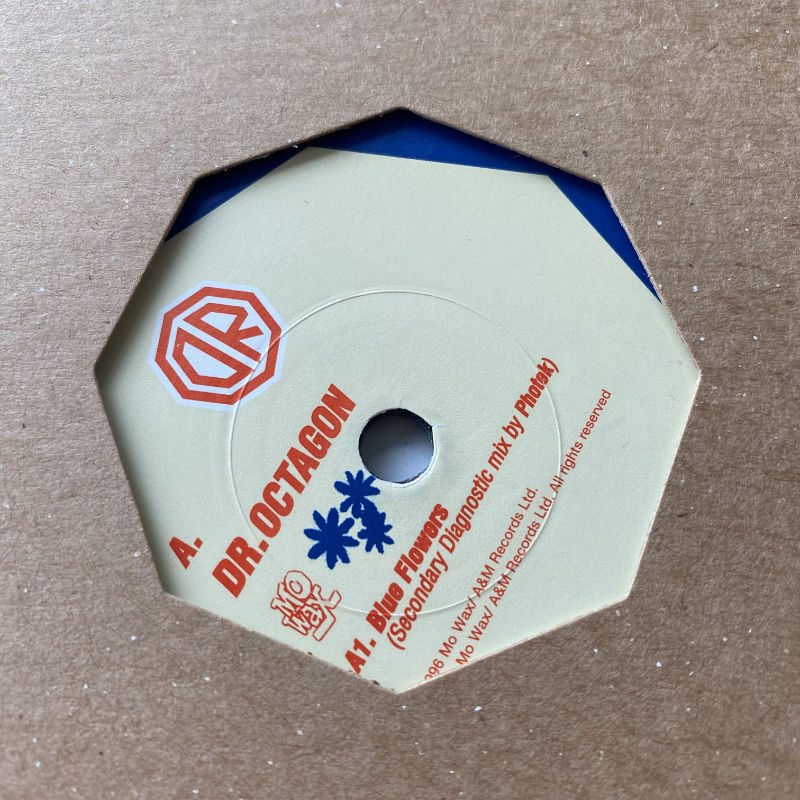 DR
A.
DR. OCTAGON
Mo
Wax
A1. Blue Flowers
(Secondary Diagnostic mix by Photek)
Mo Wax/ A&M Records Ltd.
Mo Wax/ A&M Records Ltd. All rights reserved